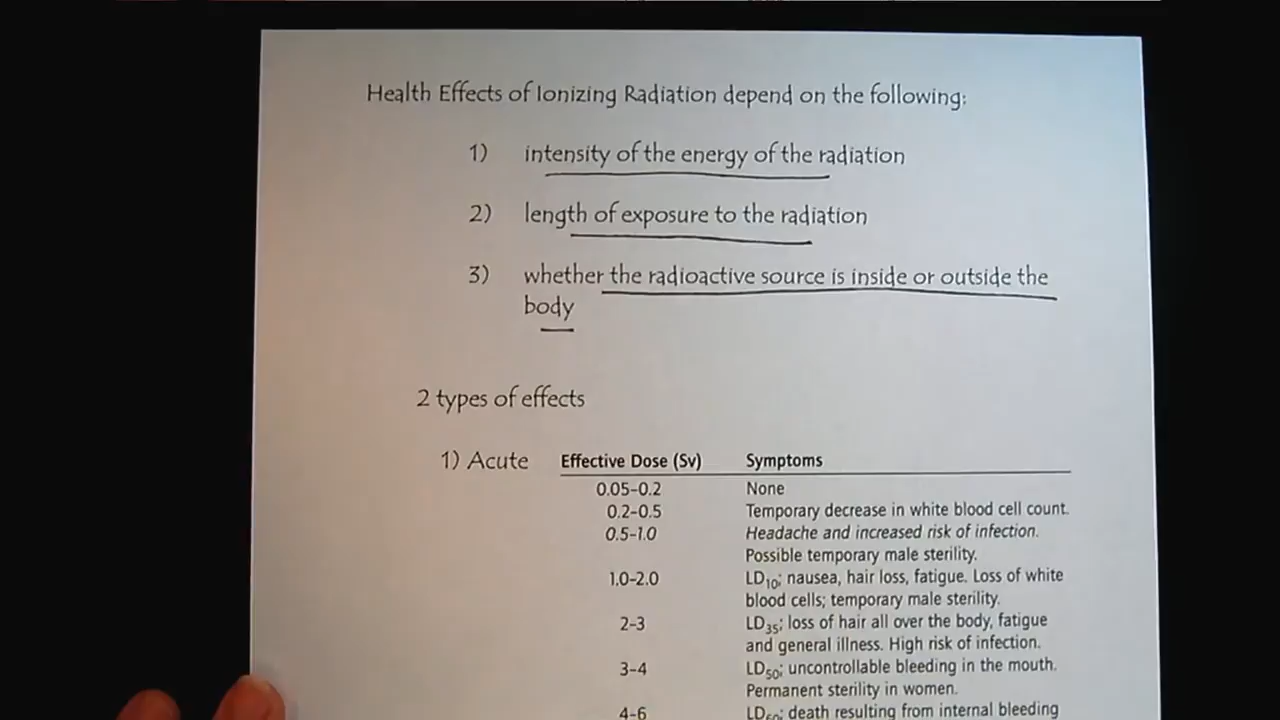 Health Effects of Ionizing Radiation depend on the following:
1) intensity of the energy of the radiation
2) length of exposure to the radiation
3) whether the radioactive source is inside or outside the
body
2 types of effects
1) Acute Effective Dose (Sv) Symptoms
0.05–0.2 None
0.2–0.5 Temporary decrease in white blood cell count.
0.5–1.0 Headache and increased risk of infection.
Possible temporary male sterility.
1.0–2.0 LD10; nausea, hair loss, fatigue. Loss of white
blood cells; temporary male sterility.
2–3 LD35; loss of hair all over the body, fatigue
and general illness. High risk of infection.
3–4 LD50; uncontrollable bleeding in the mouth.
Permanent sterility in women.
4–6 death resulting from internal bleeding